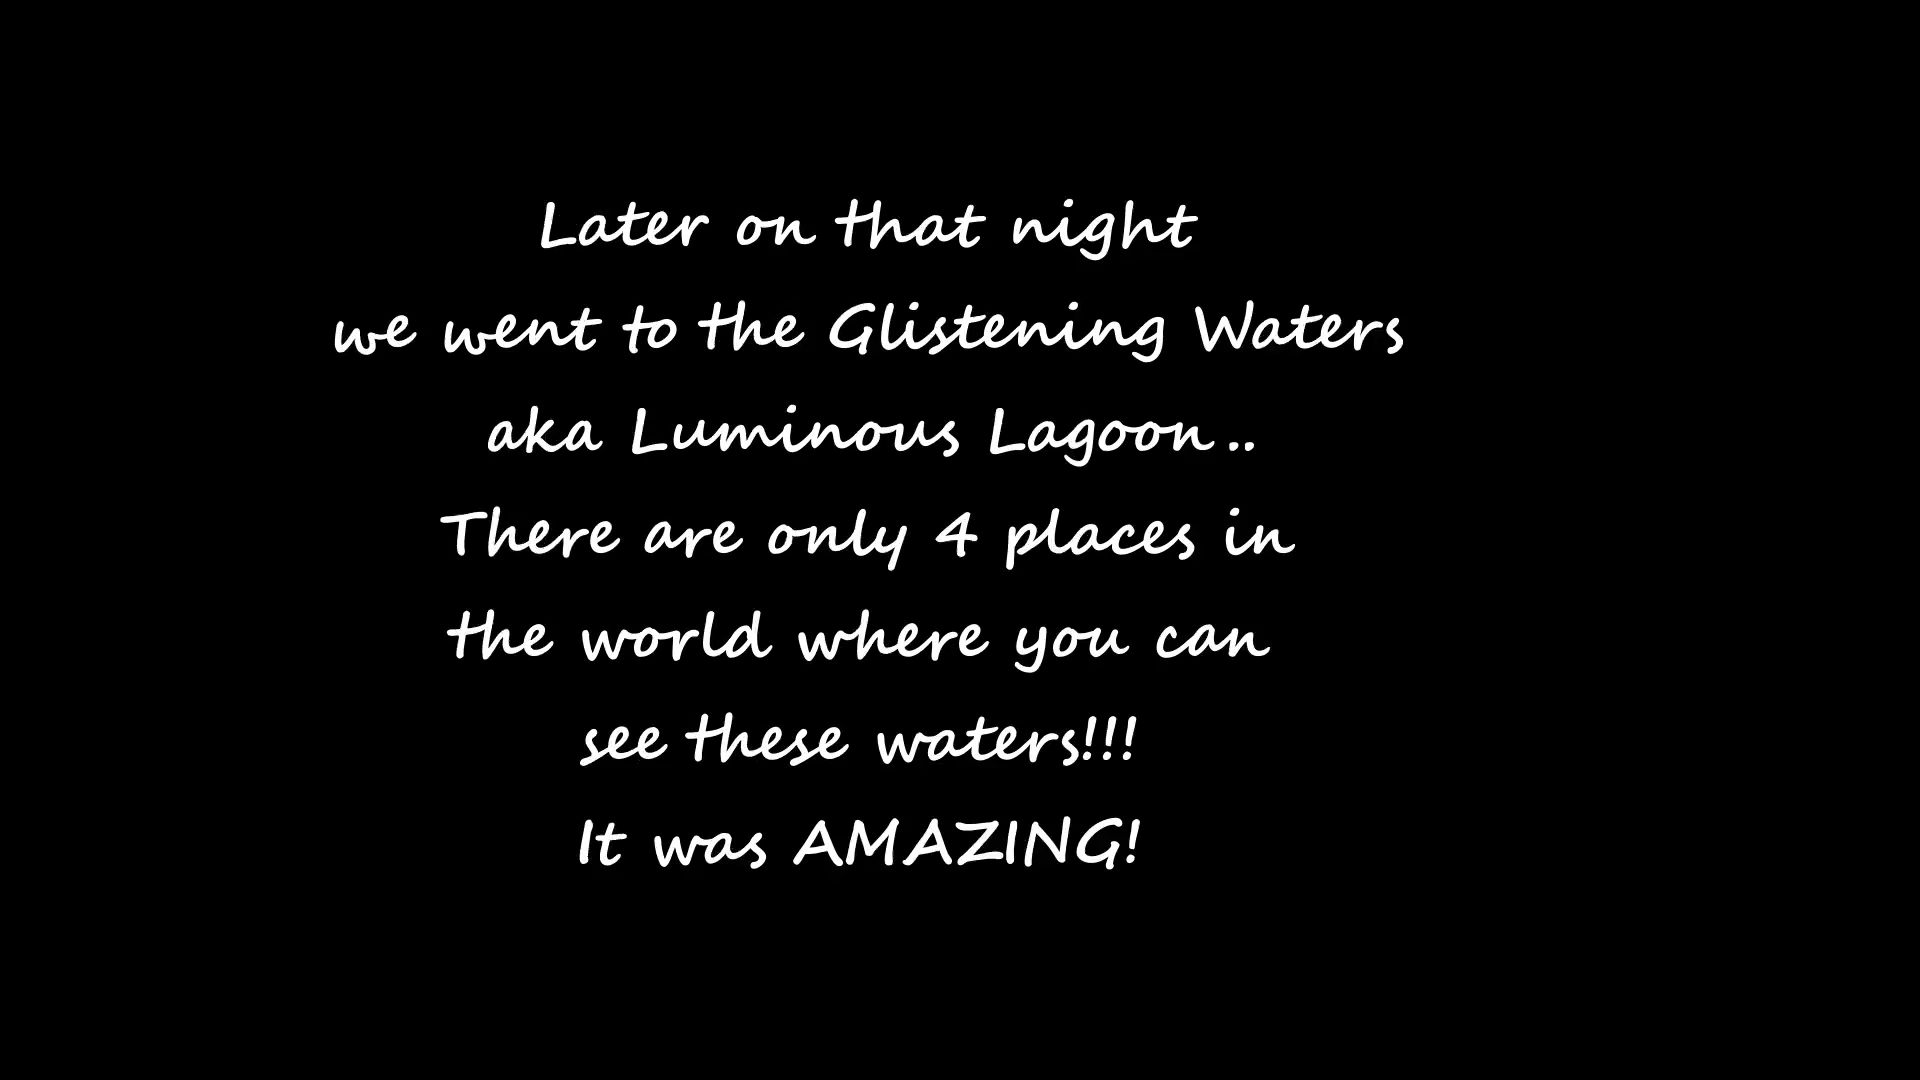 Later on that night
we went to the Glistening Waters
aka Luminous Lagoon..
There are only 4 places in
the world where you can
see these waters!!!
It was AMAZING!